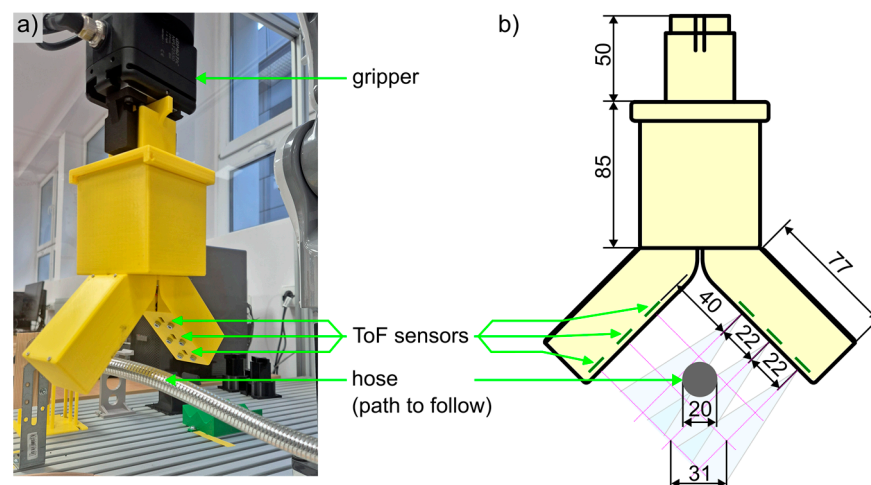 a)
gripper
ToF sensors
hose
(path to follow)
b)
50
85
77
40
22
22
20
31